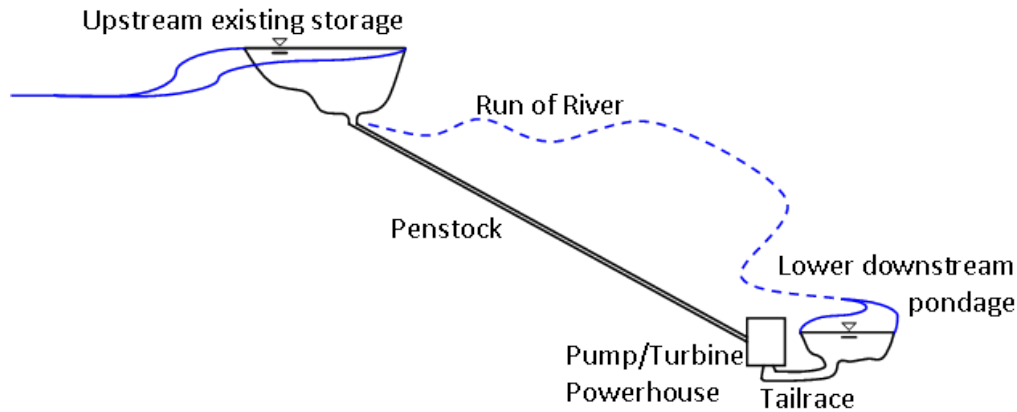 Upstream existing storage
Run of River
Penstock
Lower downstream
pondage
Pump/Turbine
Powerhouse
Tailrace